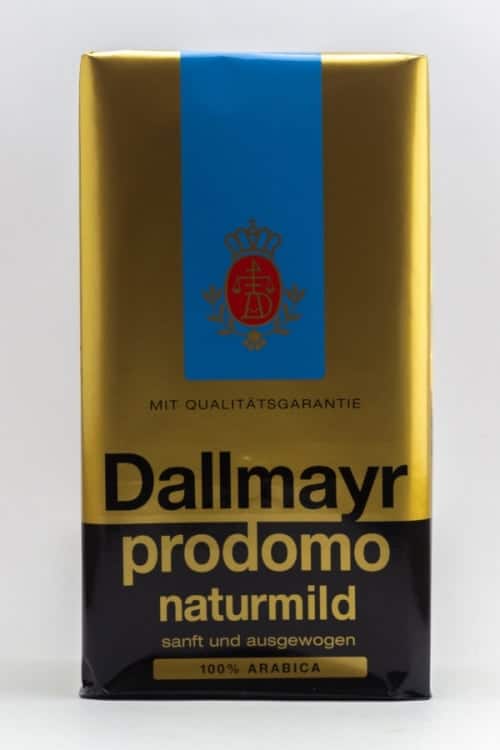 MIT QUALITÄTSGARANTIE
Dallmayr
prodomo
naturmild
sanft und ausgewogen
100% ARABICA